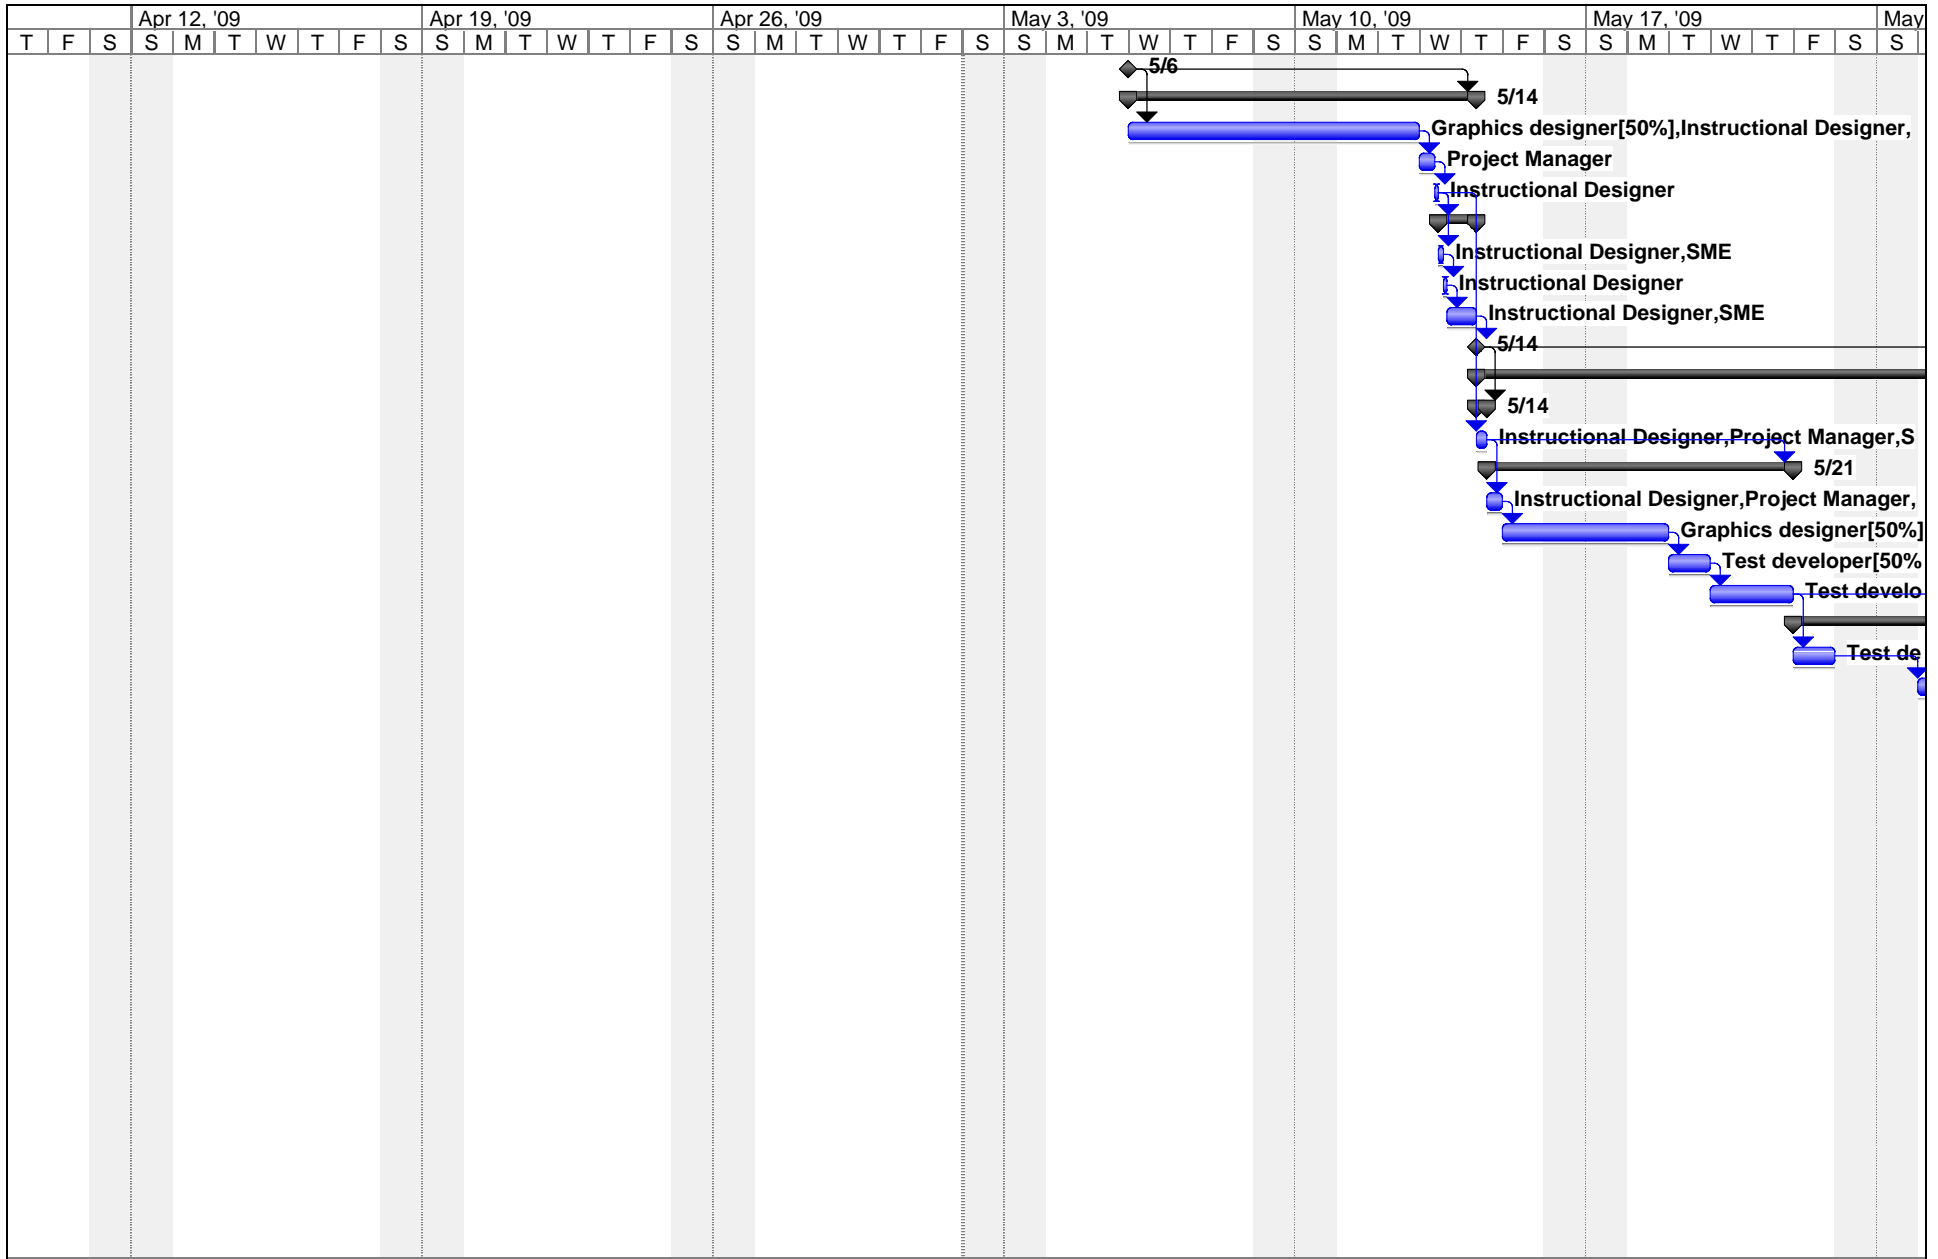 Apr 12, '09 Apr 19, '09 Apr 26, '09 May 3, '09 May 10, '09 May 17, '09 May
T F S S M T W T F S S M T W T F S S M T W T F S S M T W T F S S M T W T F S S M T W T F S S
5/6
5/14
Graphics designer[50%],Instructional Designer,
Project Manager
Instructional Designer
Instructional Designer,SME
Instructional Designer
Instructional Designer,SME
5/14
5/14
Instructional Designer,Project Manager,S
5/21
Instructional Designer,Project Manager,
Graphics designer[50%]
Test developer[50%
Test develo
Test de